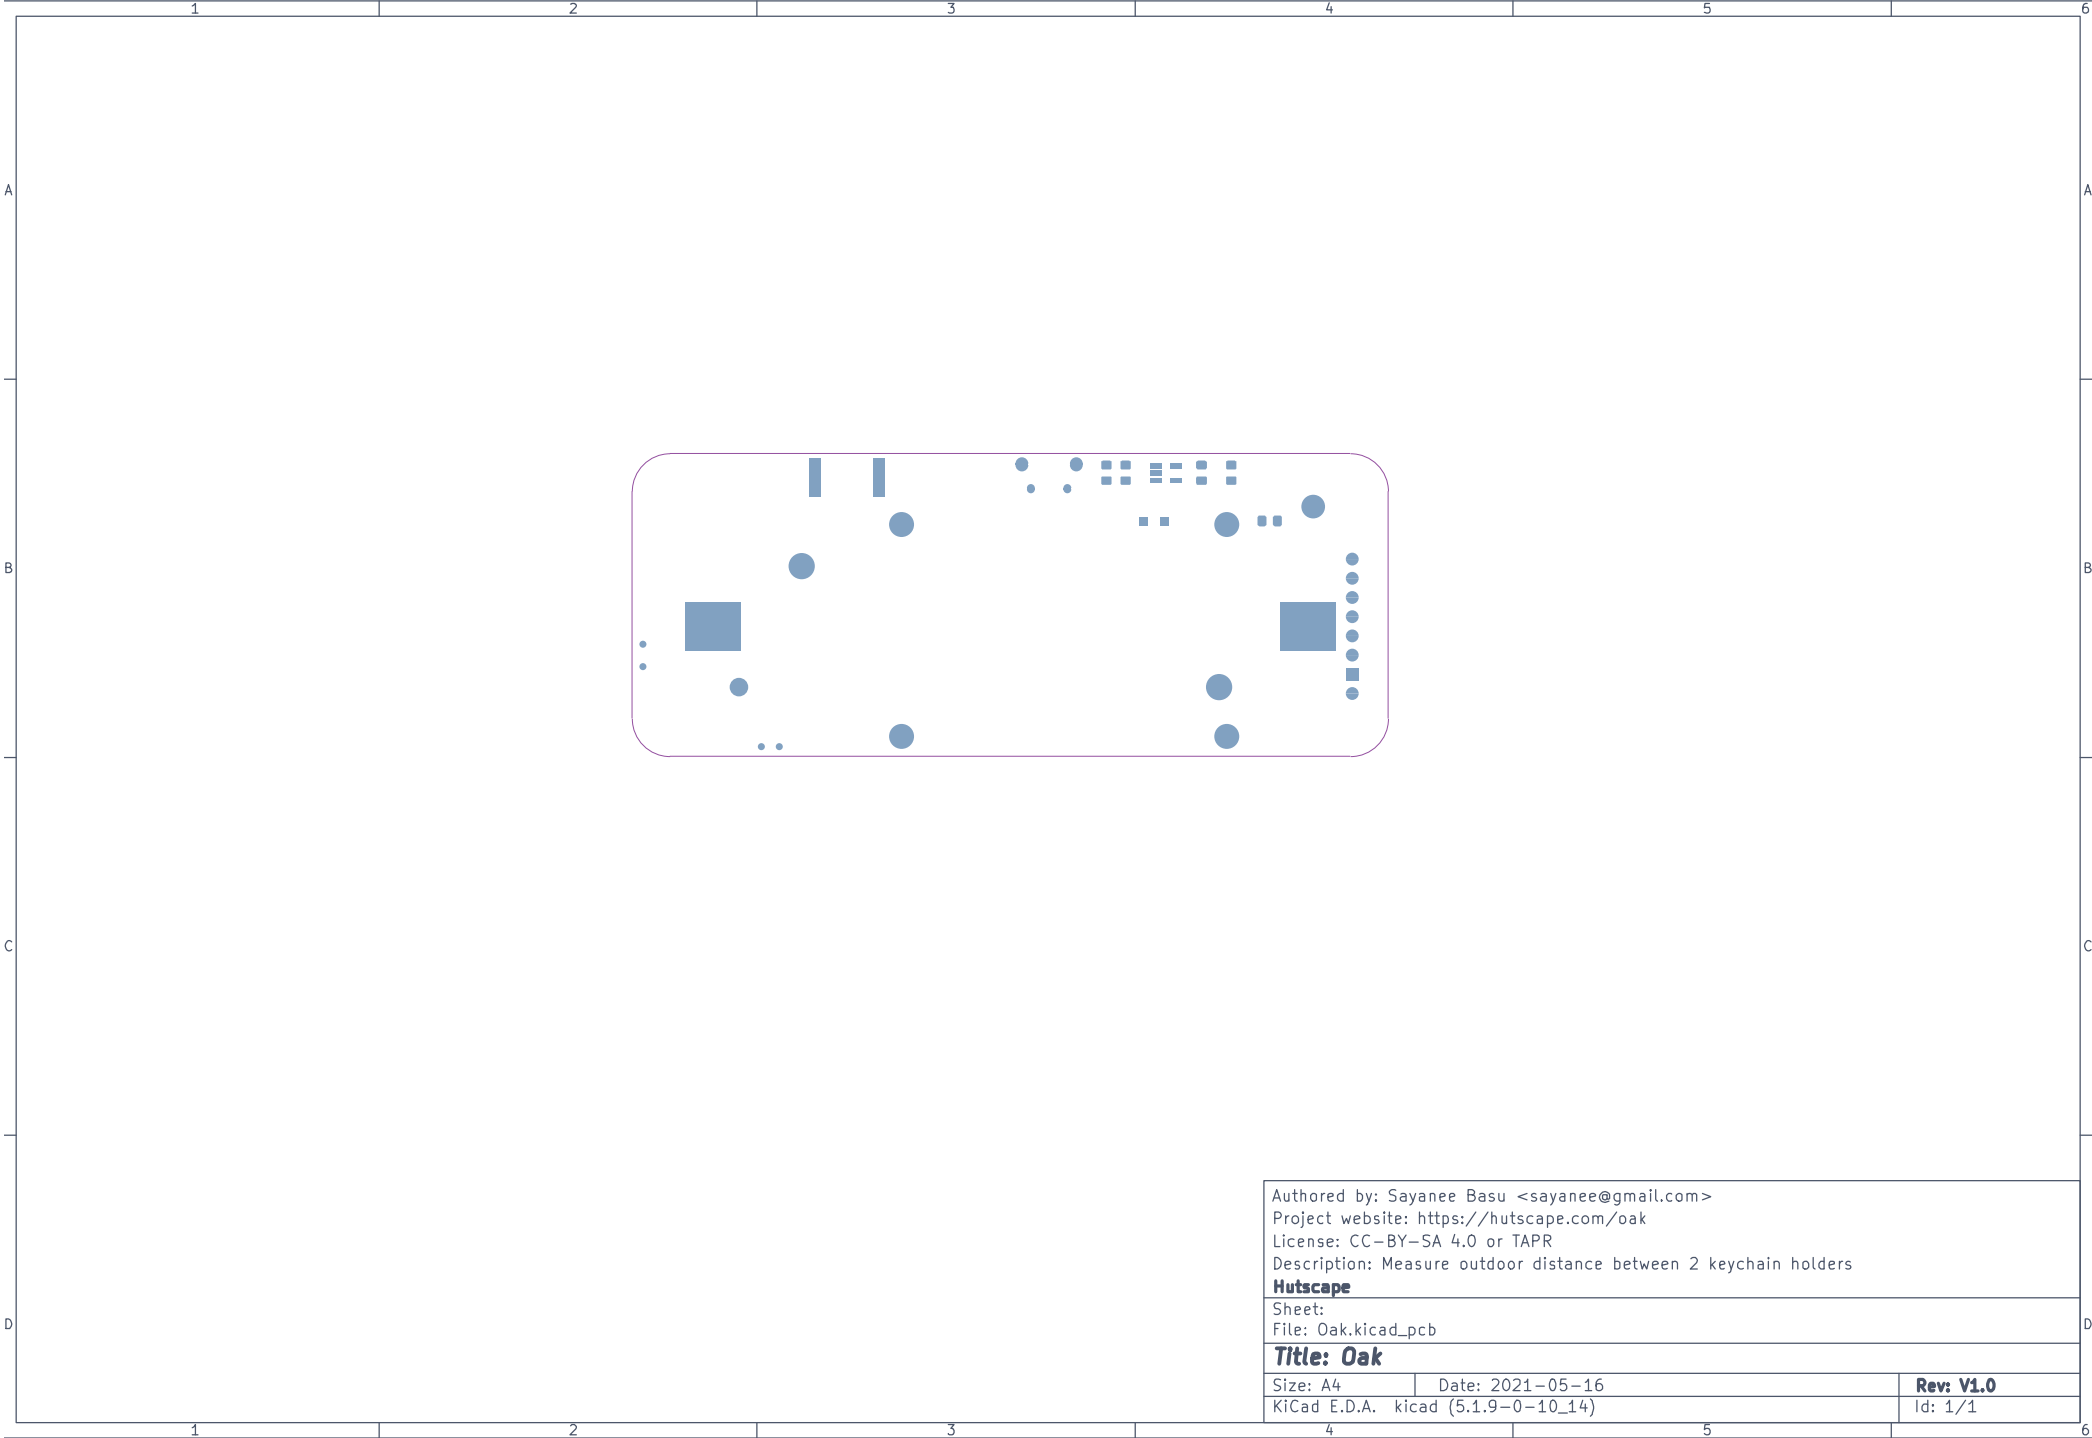 1 2 3 4 5 6
A A
B B
C C
D D
Authored by: Sayanee Basu <sayanee@gmail.com>
Project website: https://hutscape.com/oak
License: CC-BY-SA 4.0 or TAPR
Description: Measure outdoor distance between 2 keychain holders
Hutscape
Sheet:
File: Oak.kicad_pcb
Title: Oak
Size: A4 Date: 2021-05-16 Rev: V1.0
KiCad E.D.A. kicad (5.1.9-0-10_14) Id: 1/1
1 2 3 4 5 6